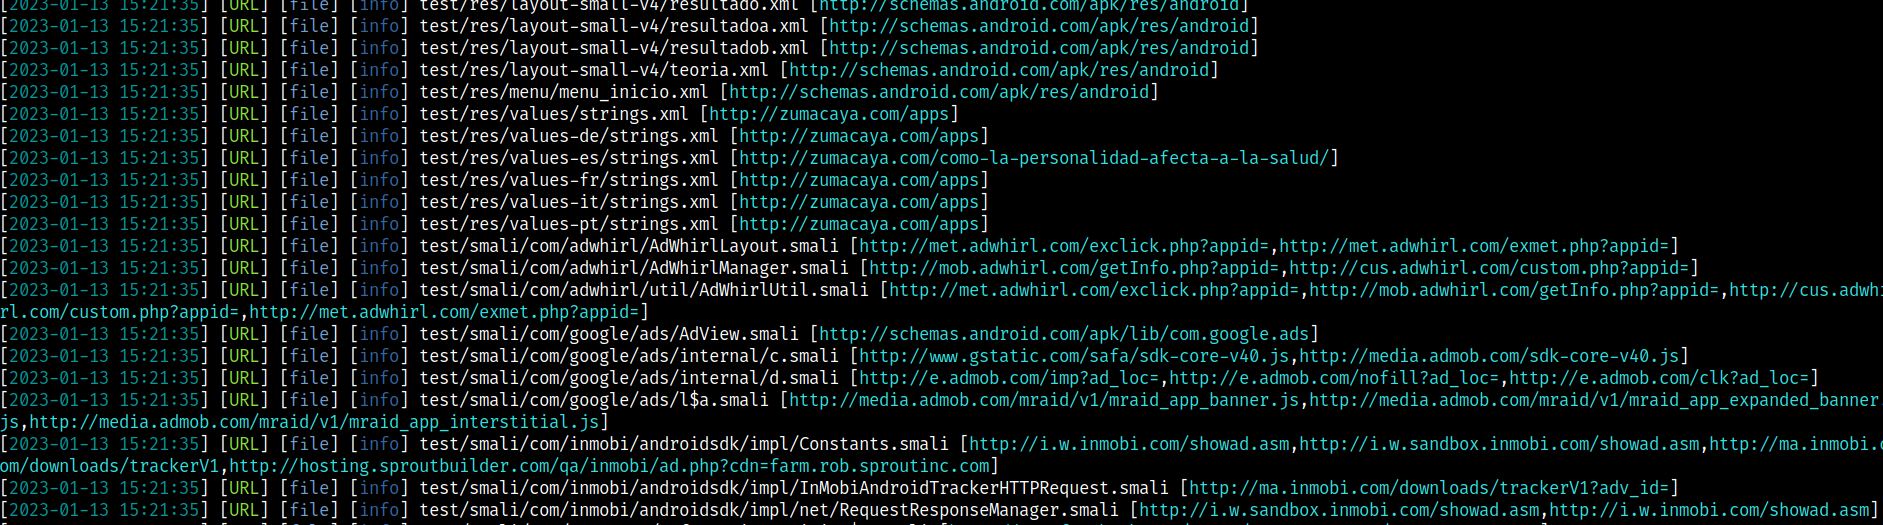 [2023-01-13 15:21:35] [URL] [file] [info] test/res/layout-small-v4/resultado.xml [http://schemas.android.com/apk/res/android]
[2023-01-13 15:21:35] [URL] [file] [info] test/res/layout-small-v4/resultadoa.xml [http://schemas.android.com/apk/res/android]
[2023-01-13 15:21:35] [URL] [file] [info] test/res/layout-small-v4/resultadob.xml [http://schemas.android.com/apk/res/android]
[2023-01-13 15:21:35] [URL] [file] [info] test/res/layout-small-v4/teoria.xml [http://schemas.android.com/apk/res/android]
[2023-01-13 15:21:35] [URL] [file] [info] test/res/menu/menu_inicio.xml [http://schemas.android.com/apk/res/android]
[2023-01-13 15:21:35] [URL] [file] [info] test/res/values/strings.xml [http://zumacaya.com/apps]
[2023-01-13 15:21:35] [URL] [file] [info] test/res/values-de/strings.xml [http://zumacaya.com/apps]
[2023-01-13 15:21:35] [URL] [file] [info] test/res/values-es/strings.xml [http://zumacaya.com/como-la-personalidad-afecta-a-la-salud/]
[2023-01-13 15:21:35] [URL] [file] [info] test/res/values-fr/strings.xml [http://zumacaya.com/apps]
[2023-01-13 15:21:35] [URL] [file] [info] test/res/values-it/strings.xml [http://zumacaya.com/apps]
[2023-01-13 15:21:35] [URL] [file] [info] test/res/values-pt/strings.xml [http://zumacaya.com/apps]
[2023-01-13 15:21:35] [URL] [file] [info] test/smali/com/adwhirl/AdWhirlLayout.smali [http://met.adwhirl.com/exclick.php?appid=,http://met.adwhirl.com/exmet.php?appid=]
[2023-01-13 15:21:35] [URL] [file] [info] test/smali/com/adwhirl/AdWhirlManager.smali [http://mob.adwhirl.com/getInfo.php?appid=,http://cus.adwhirl.com/custom.php?appid=]
[2023-01-13 15:21:35] [URL] [file] [info] test/smali/com/adwhirl/util/AdWhirlUtil.smali [http://met.adwhirl.com/exclick.php?appid=,http://mob.adwhirl.com/getInfo.php?appid=,http://cus.adwhi
rl.com/custom.php?appid=,http://met.adwhirl.com/exmet.php?appid=]
[2023-01-13 15:21:35] [URL] [file] [info] test/smali/com/google/ads/AdView.smali [http://schemas.android.com/apk/lib/com.google.ads]
[2023-01-13 15:21:35] [URL] [file] [info] test/smali/com/google/ads/internal/c.smali [http://www.gstatic.com/safa/sdk-core-v40.js,http://media.admob.com/sdk-core-v40.js]
[2023-01-13 15:21:35] [URL] [file] [info] test/smali/com/google/ads/internal/d.smali [http://e.admob.com/imp?ad_loc=,http://e.admob.com/nofill?ad_loc=,http://e.admob.com/clk?ad_loc=]
[2023-01-13 15:21:35] [URL] [file] [info] test/smali/com/google/ads/l$a.smali [http://media.admob.com/mraid/v1/mraid_app_banner.js,http://media.admob.com/mraid/v1/mraid_app_expanded_banner
js,http://media.admob.com/mraid/v1/mraid_app_interstitial.js]
[2023-01-13 15:21:35] [URL] [file] [info] test/smali/com/inmobi/androidsdk/impl/Constants.smali [http://i.w.inmobi.com/showad.asm,http://i.w.sandbox.inmobi.com/showad.asm,http://ma.inmobi.c
om/downloads/trackerV1,http://hosting.sproutbuilder.com/qa/inmobi/ad.php?cdn=farm.rob.sproutinc.com]
[2023-01-13 15:21:35] [URL] [file] [info] test/smali/com/inmobi/androidsdk/impl/InMobiAndroidTrackerHTTPRequest.smali [http://ma.inmobi.com/downloads/trackerV1?adv_id=]
[2023-01-13 15:21:35] [URL] [file] [info] test/smali/com/inmobi/androidsdk/impl/net/RequestResponseManager.smali [http://i.w.sandbox.inmobi.com/showad.asm,http://i.w.inmobi.com/showad.asm]